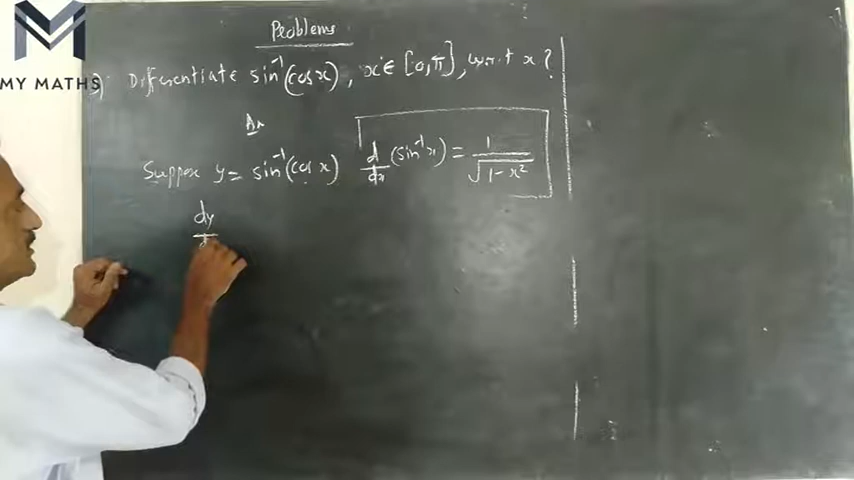 MY MATHS
Problems
Differentiate sin⁻¹(cos x), x ∈ [0,π], w.r.t x ?
An
Suppox y = sin⁻¹(cos x) d/dx (sin⁻¹x) = 1/√(1-x²)
dy